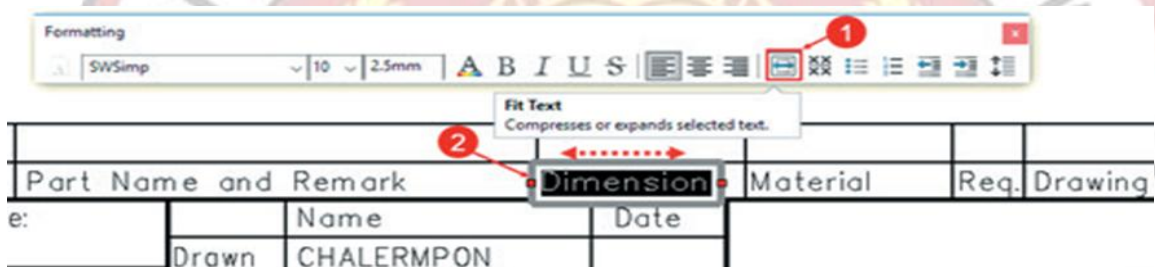 Formatting
1
SWSimp 10 2.5mm A B I U S
Fit Text
Compresses or expands selected text.
2
Part Name and Remark Dimension Material Req. Drawing
e: Name Date
Drawn CHALERMPON